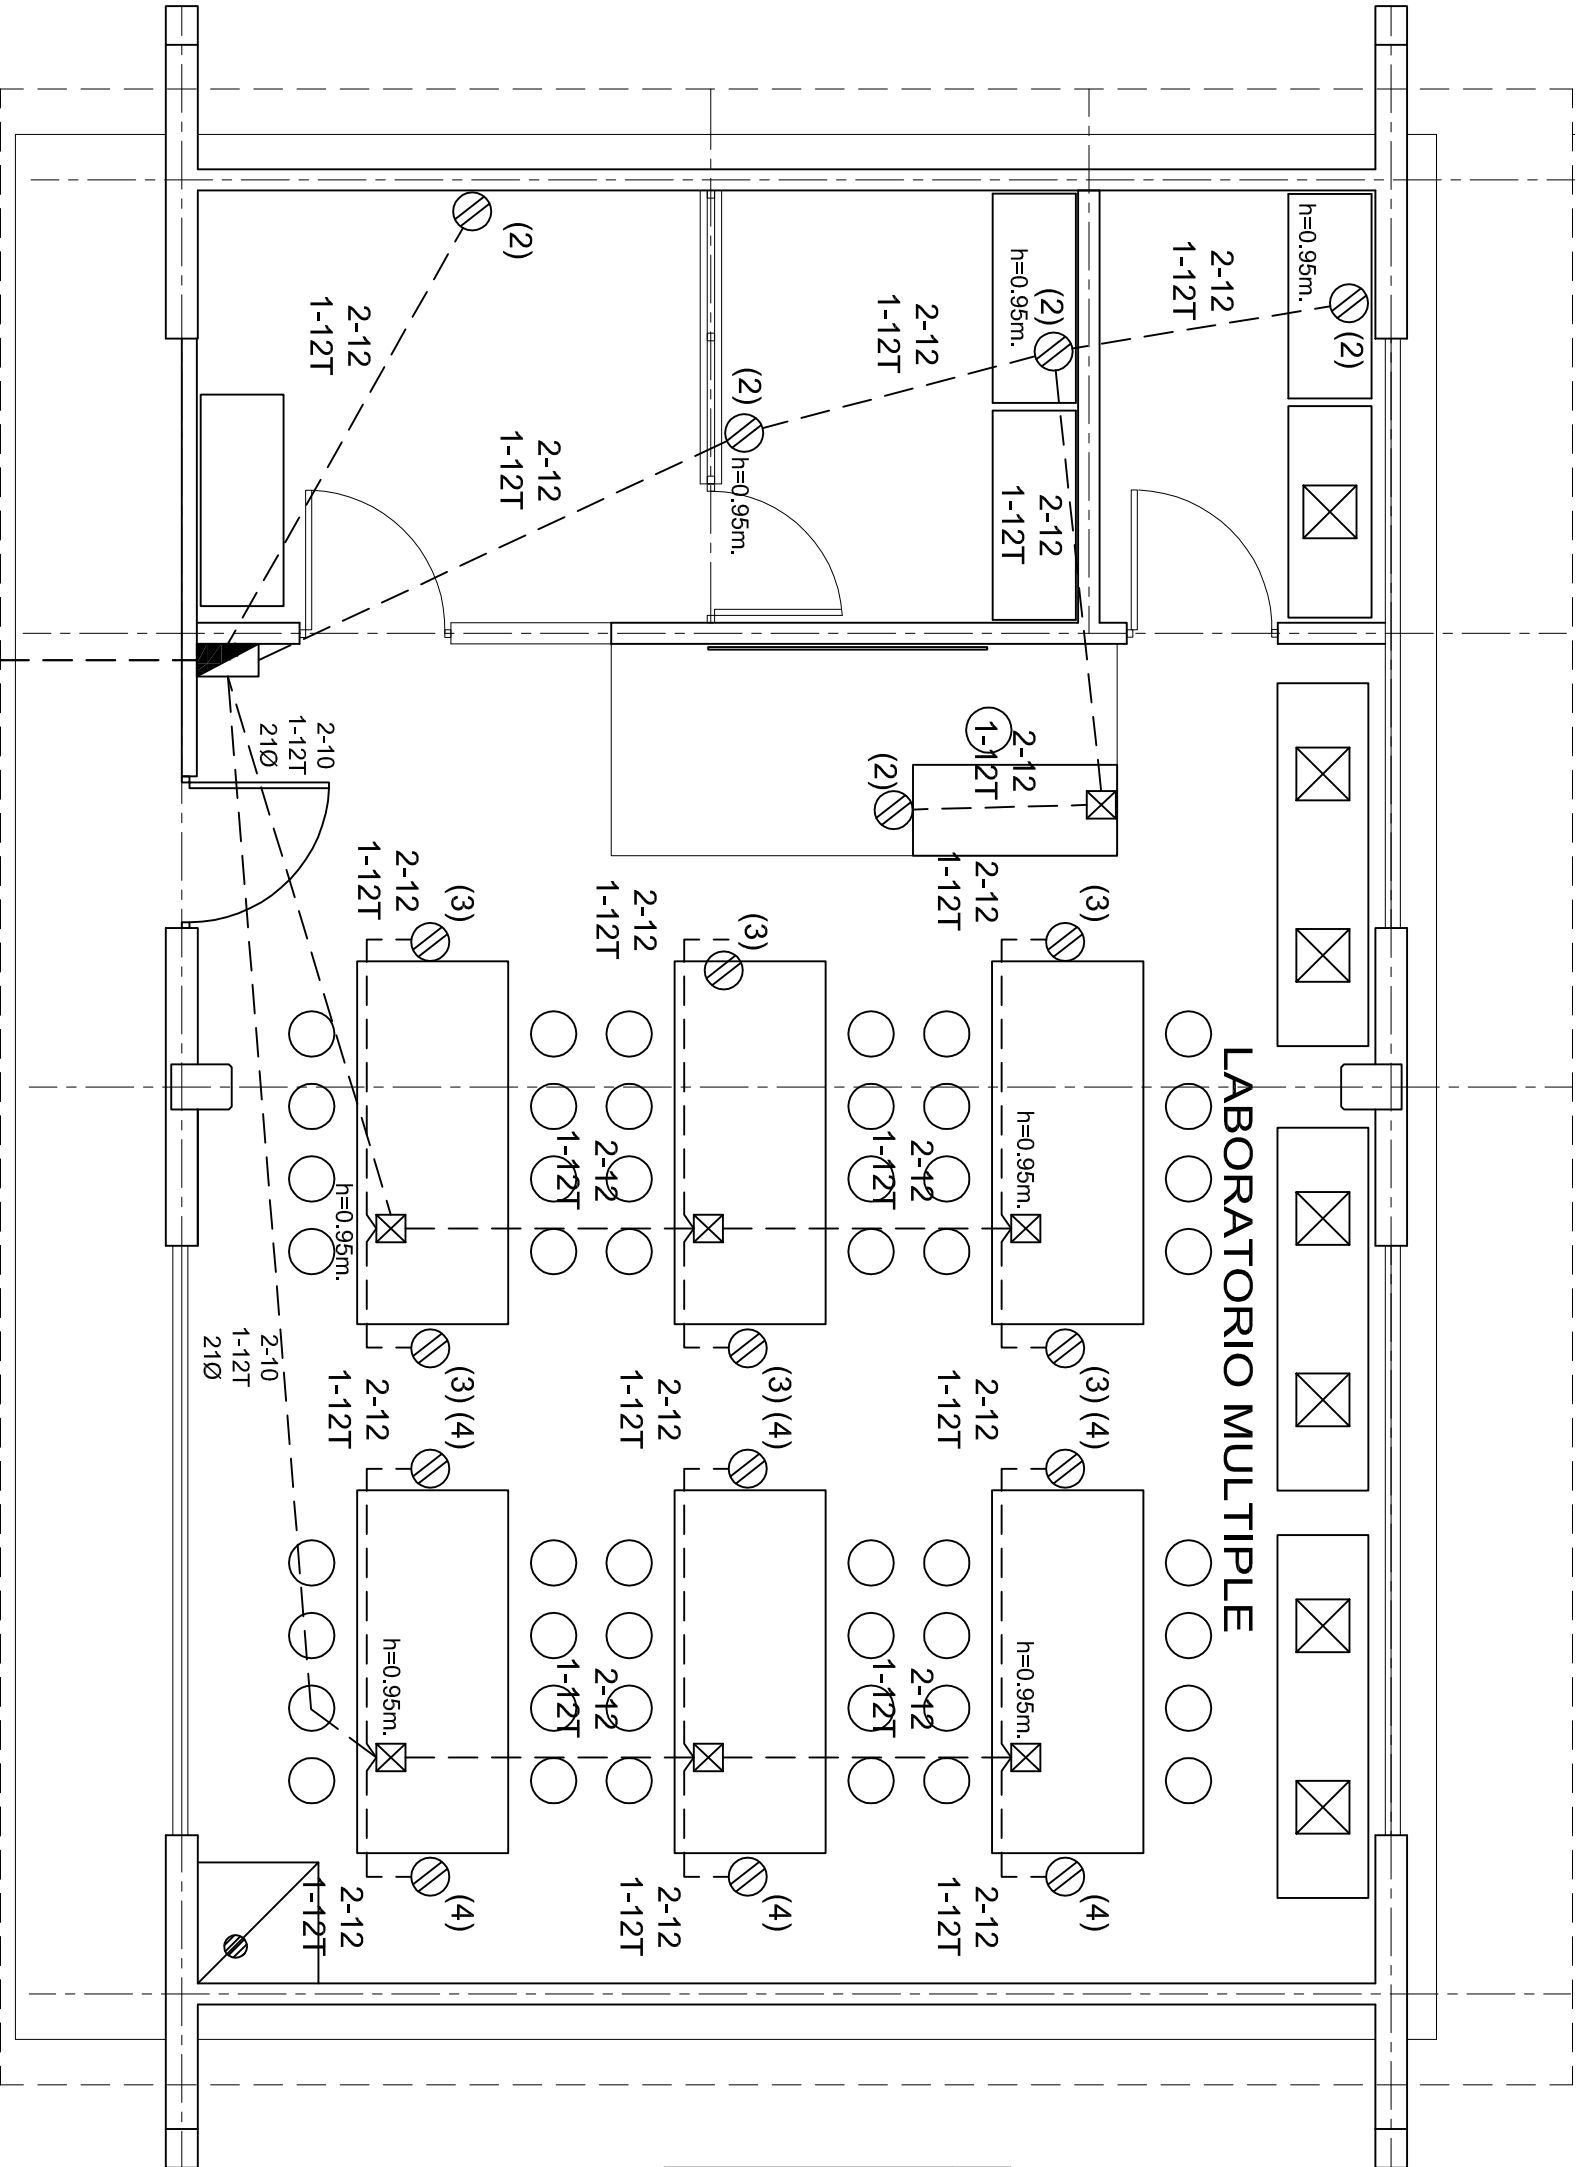 LABORATORIO MULTIPLE
h=0.95m.
(2)
2-12
1-12T
(2)
h=0.95m.
2-12
1-12T
2-12
1-12T
(2)
h=0.95m.
2-12
1-12T
(2)
2-12
1-12T
2-12
1-12T
(2)
2-10
1-12T
21Ø
(3)
2-12
1-12T
(3)
2-12
1-12T
(3)
2-12
1-12T
h=0.95m.
2-12
1-12T
2-12
1-12T
h=0.95m.
2-10
1-12T
21Ø
(3) (4)
2-12
1-12T
(3) (4)
2-12
1-12T
(3) (4)
2-12
1-12T
h=0.95m.
2-12
1-12T
2-12
1-12T
h=0.95m.
(4)
2-12
1-12T
(4)
2-12
1-12T
(4)
2-12
1-12T